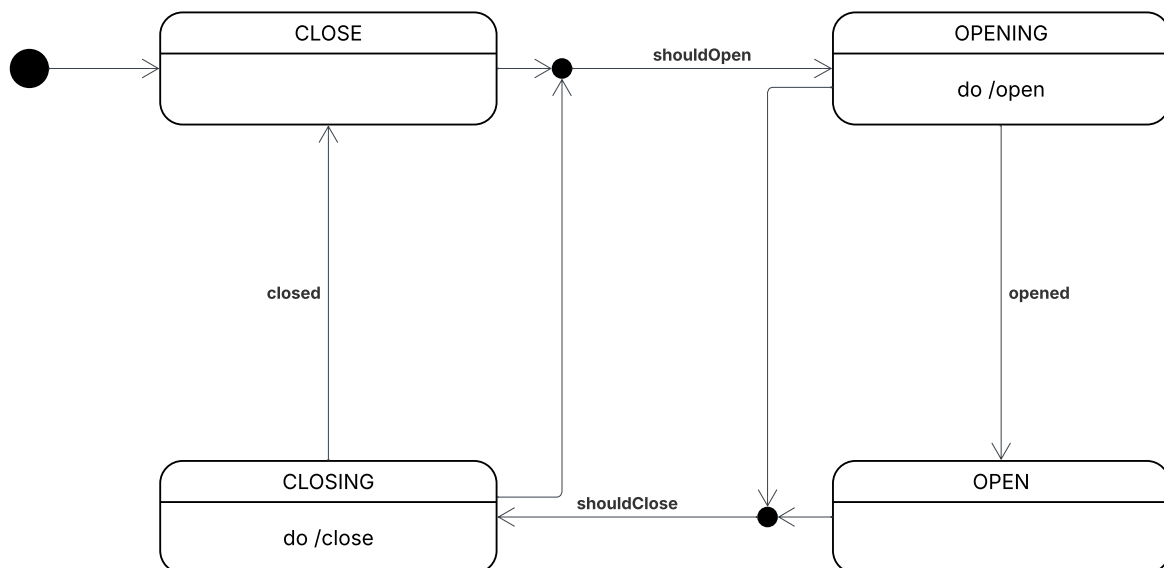 CLOSE
shouldOpen
OPENING
do /open
closed
opened
CLOSING
do /close
shouldClose
OPEN